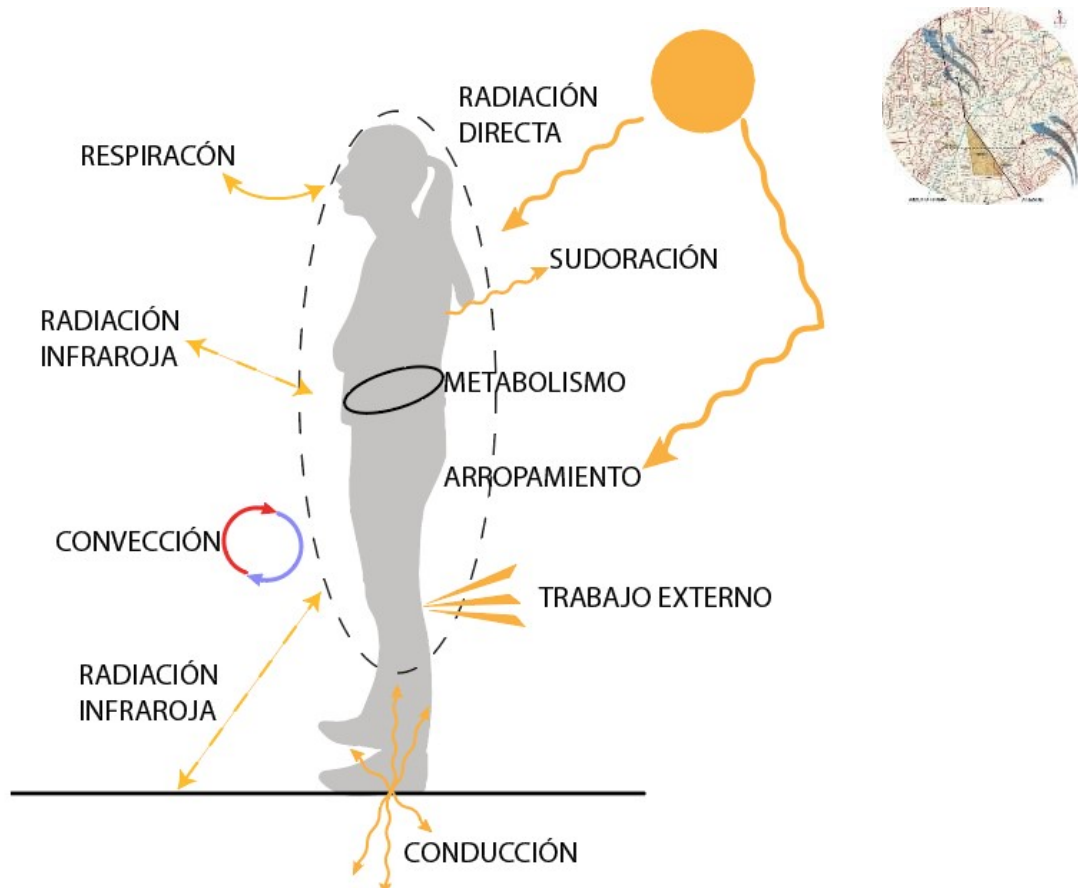 RADIACIÓN
DIRECTA
RESPIRACÓN
SUDORACIÓN
RADIACIÓN
INFRAROJA
METABOLISMO
ARROPAMIENTO
CONVECCIÓN
TRABAJO EXTERNO
RADIACIÓN
INFRAROJA
CONDUCCIÓN